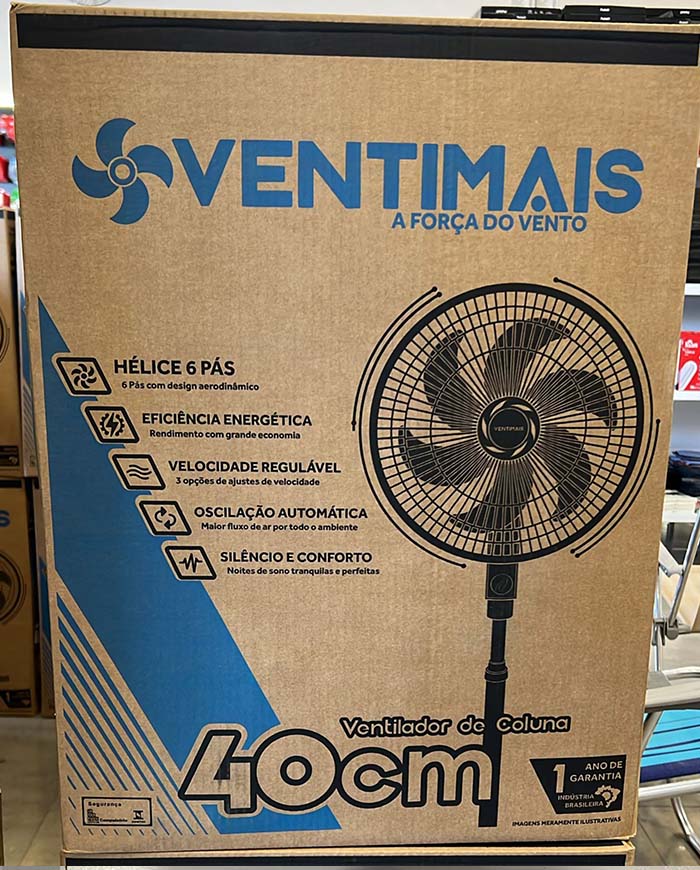 VENTIMAIS
A FORÇA DO VENTO
HÉLICE 6 PÁS
6 Pás com design aerodinâmico
EFICIÊNCIA ENERGÉTICA
Rendimento com grande economia
VELOCIDADE REGULÁVEL
3 opções de ajustes de velocidade
OSCILAÇÃO AUTOMÁTICA
Maior fluxo de ar por todo o ambiente
SILÊNCIO E CONFORTO
Noites de sono tranquilas e perfeitas
VENTIMAIS
Ventilador de Coluna
40cm
1 ANO DE
GARANTIA
INDÚSTRIA
BRASILEIRA
IMAGENS MERAMENTE ILUSTRATIVAS
Segurança
Compulsório